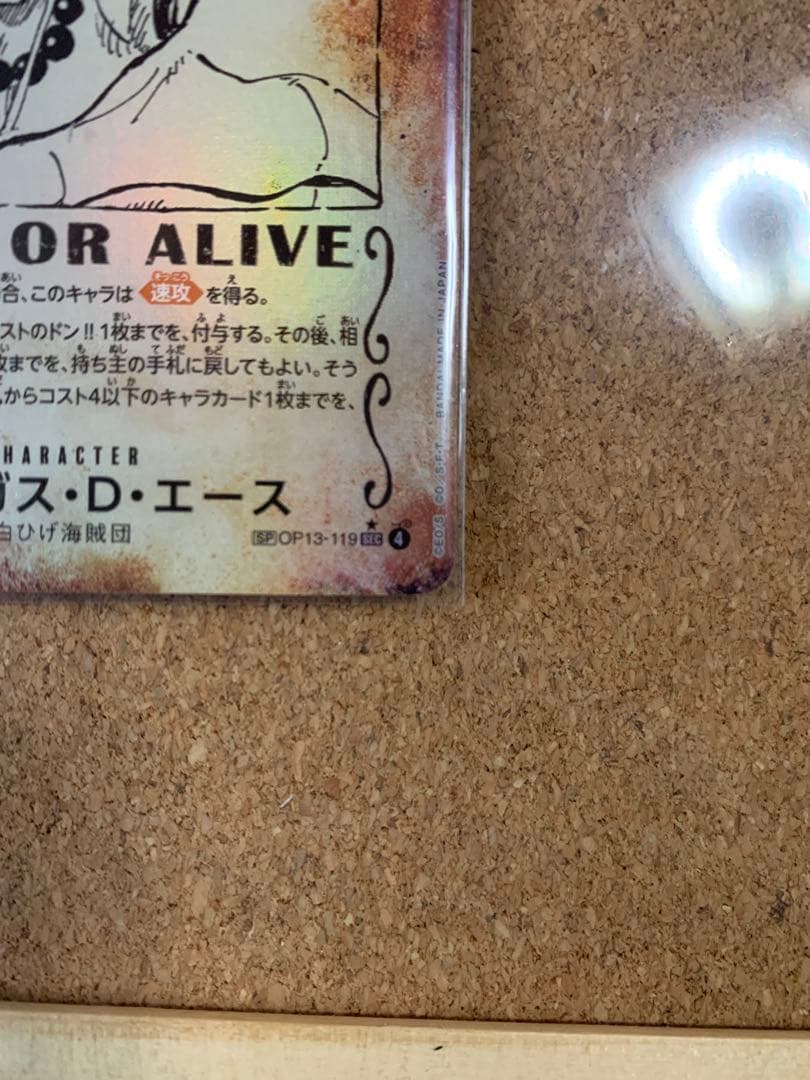 OR ALIVE
合、このキャラは 速攻 を得る。
ストのドン!! 1枚までを、付与する。その後、相
枚までを、持ち主の手札に戻してもよい。そう
からコスト4以下のキャラカード1枚までを、
CHARACTER
ガス・D・エース
白ひげ海賊団
SP OP13-119 SEC 4
©E.O./S. ©O./S.,F.,T. BANDAI MADE IN JAPAN